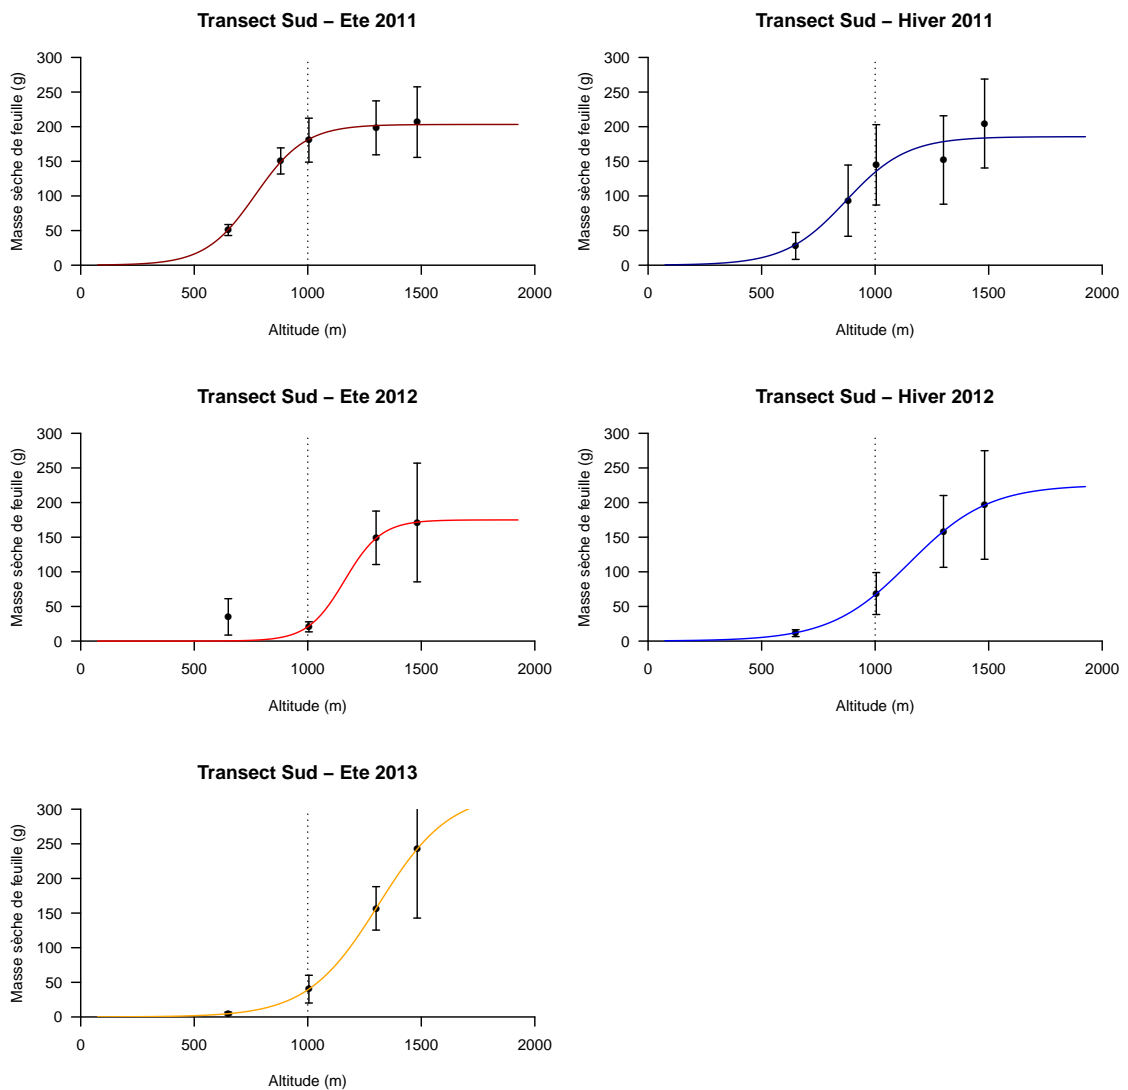 Transect Sud – Ete 2011
Masse sèche de feuille (g)
300
250
200
150
100
50
0
0 500 1000 1500 2000
Altitude (m)
Transect Sud – Hiver 2011
Masse sèche de feuille (g)
300
250
200
150
100
50
0
0 500 1000 1500 2000
Altitude (m)
Transect Sud – Ete 2012
Masse sèche de feuille (g)
300
250
200
150
100
50
0
0 500 1000 1500 2000
Altitude (m)
Transect Sud – Hiver 2012
Masse sèche de feuille (g)
300
250
200
150
100
50
0
0 500 1000 1500 2000
Altitude (m)
Transect Sud – Ete 2013
Masse sèche de feuille (g)
300
250
200
150
100
50
0
0 500 1000 1500 2000
Altitude (m)